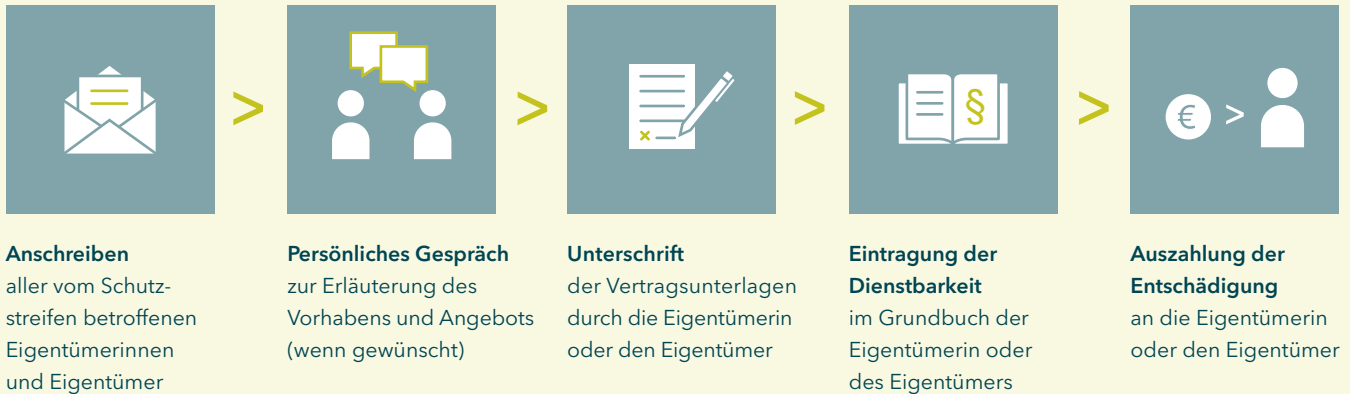 Anschreiben
aller vom Schutz-
streifen betroffenen
Eigentümerinnen
und Eigentümer
Persönliches Gespräch
zur Erläuterung des
Vorhabens und Angebots
(wenn gewünscht)
Unterschrift
der Vertragsunterlagen
durch die Eigentümerin
oder den Eigentümer
§
Eintragung der
Dienstbarkeit
im Grundbuch der
Eigentümerin oder
des Eigentümers
€ >
Auszahlung der
Entschädigung
an die Eigentümerin
oder den Eigentümer